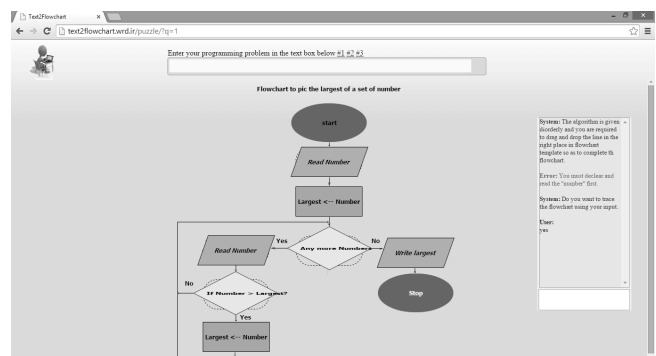 Text2Flowchart
text2flowchart.wrd.ir/puzzle/?q=1
Enter your programming problem in the text box below #1 #2 #3
Flowchart to pic the largest of a set of number
start
Read Number
Largest <-- Number
Any more Numbers
Yes
No
Read Number
Write largest
If Number > Largest?
No
Stop
Yes
Largest <-- Number
System: The algorithm is given
disorderly and you are required
to drag and drop the line in the
right place in flowchart
template so as to complete th
flowchart.
Error: You must declear and
read the "number" first.
System: Do you want to trace
the flowchart using your input.
User:
yes